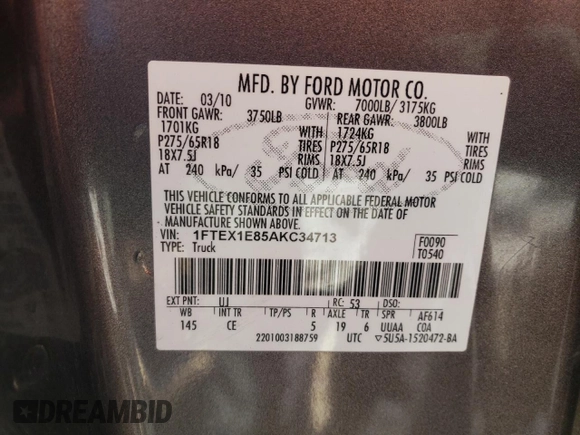 MFD. BY FORD MOTOR CO.
DATE: 03/10 GVWR: 7000LB/ 3175KG
FRONT GAWR: 3750LB REAR GAWR: 3800LB
1701KG WITH 1724KG WITH
P275/65R18 TIRES P275/65R18 TIRES
18X7.5J RIMS 18X7.5J RIMS
AT 240 kPa/ 35 PSI COLD AT 240 kPa/ 35 PSI COLD
THIS VEHICLE CONFORMS TO ALL APPLICABLE FEDERAL MOTOR
VEHICLE SAFETY STANDARDS IN EFFECT ON THE DATE OF
MANUFACTURE SHOWN ABOVE.
VIN: 1FTEX1E85AKC34713 F0090
TYPE: Truck T0540
EXT PNT: UJ RC: 53 DSO:
WB INT TR TP/PS R AXLE TR SPR AF614
145 CE 5 19 6 UUAA COA
2201003188759 UTC ▽5U5A-1520472-BA
DREAMBID